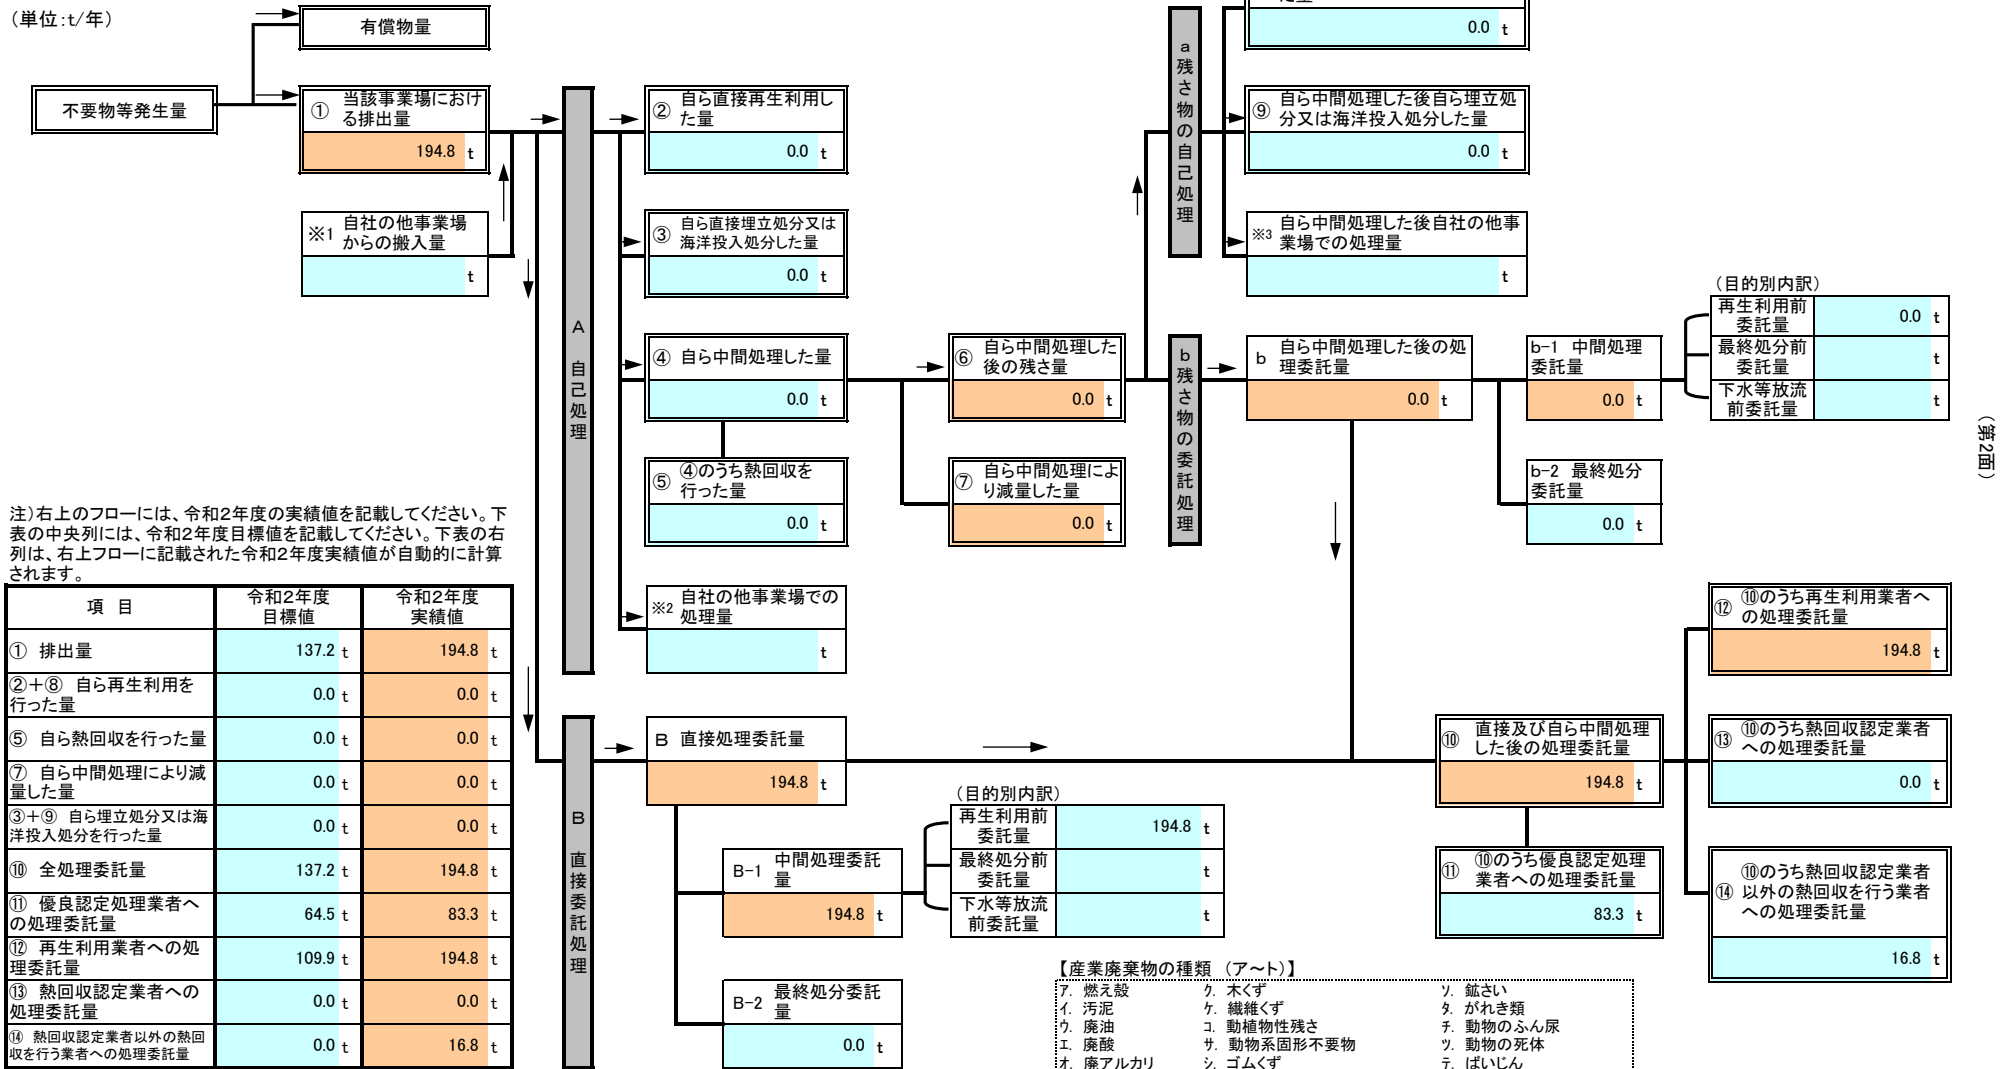 (単位:t/年)
有償物量
不要物等発生量
① 当該事業場におけ
る排出量
194.8 t
※1 自社の他事業場
からの搬入量
t
A 自己処理
② 自ら直接再生利用し
た量
0.0 t
③ 自ら直接埋立処分又は
海洋投入処分した量
0.0 t
④ 自ら中間処理した量
0.0 t
⑤ ④のうち熱回収を
行った量
0.0 t
※2 自社の他事業場での
処理量
t
⑥ 自ら中間処理した
後の残さ量
0.0 t
⑦ 自ら中間処理によ
り減量した量
0.0 t
a残さ物の自己処理
0.0 t
⑨ 自ら中間処理した後自ら埋立処
分又は海洋投入処分した量
0.0 t
※3 自ら中間処理した後自社の他事
業場での処理量
t
b残さ物の委託処理
b 自ら中間処理した後の処
理委託量
0.0 t
b-1 中間処理
委託量
0.0 t
b-2 最終処分
委託量
0.0 t
(目的別内訳)
再生利用前
委託量
0.0 t
最終処分前
委託量
t
下水等放流
前委託量
t
(第2面)
注)右上のフローには、令和2年度の実績値を記載してください。下
表の中央列には、令和2年度目標値を記載してください。下表の右
列は、右上フローに記載された令和2年度実績値が自動的に計算
されます。
項 目
令和2年度
目標値
令和2年度
実績値
① 排出量 137.2 t 194.8 t
②+⑧ 自ら再生利用を
行った量
0.0 t 0.0 t
⑤ 自ら熱回収を行った量 0.0 t 0.0 t
⑦ 自ら中間処理により減
量した量
0.0 t 0.0 t
③+⑨ 自ら埋立処分又は海
洋投入処分を行った量
0.0 t 0.0 t
⑩ 全処理委託量 137.2 t 194.8 t
⑪ 優良認定処理業者へ
の処理委託量
64.5 t 83.3 t
⑫ 再生利用業者への処
理委託量
109.9 t 194.8 t
⑬ 熱回収認定業者への
処理委託量
0.0 t 0.0 t
⑭ 熱回収認定業者以外の熱回
収を行う業者への処理委託量
0.0 t 16.8 t
B 直接委託処理
B 直接処理委託量
194.8 t
B-1 中間処理委託
量
194.8 t
B-2 最終処分委託
量
0.0 t
(目的別内訳)
再生利用前
委託量
194.8 t
最終処分前
委託量
t
下水等放流
前委託量
t
⑩ 直接及び自ら中間処理
した後の処理委託量
194.8 t
⑪ ⑩のうち優良認定処理
業者への処理委託量
83.3 t
⑫ ⑩のうち再生利用業者へ
の処理委託量
194.8 t
⑬ ⑩のうち熱回収認定業者
への処理委託量
0.0 t
⑭ ⑩のうち熱回収認定業者
以外の熱回収を行う業者
への処理委託量
16.8 t
【産業廃棄物の種類 (ア〜ト)】
ア. 燃え殻 ク. 木くず ソ. 鉱さい
イ. 汚泥 ケ. 繊維くず タ. がれき類
ウ. 廃油 コ. 動植物性残さ チ. 動物のふん尿
エ. 廃酸 サ. 動物系固形不要物 ツ. 動物の死体
オ. 廃アルカリ シ. ゴムくず テ. ばいじん